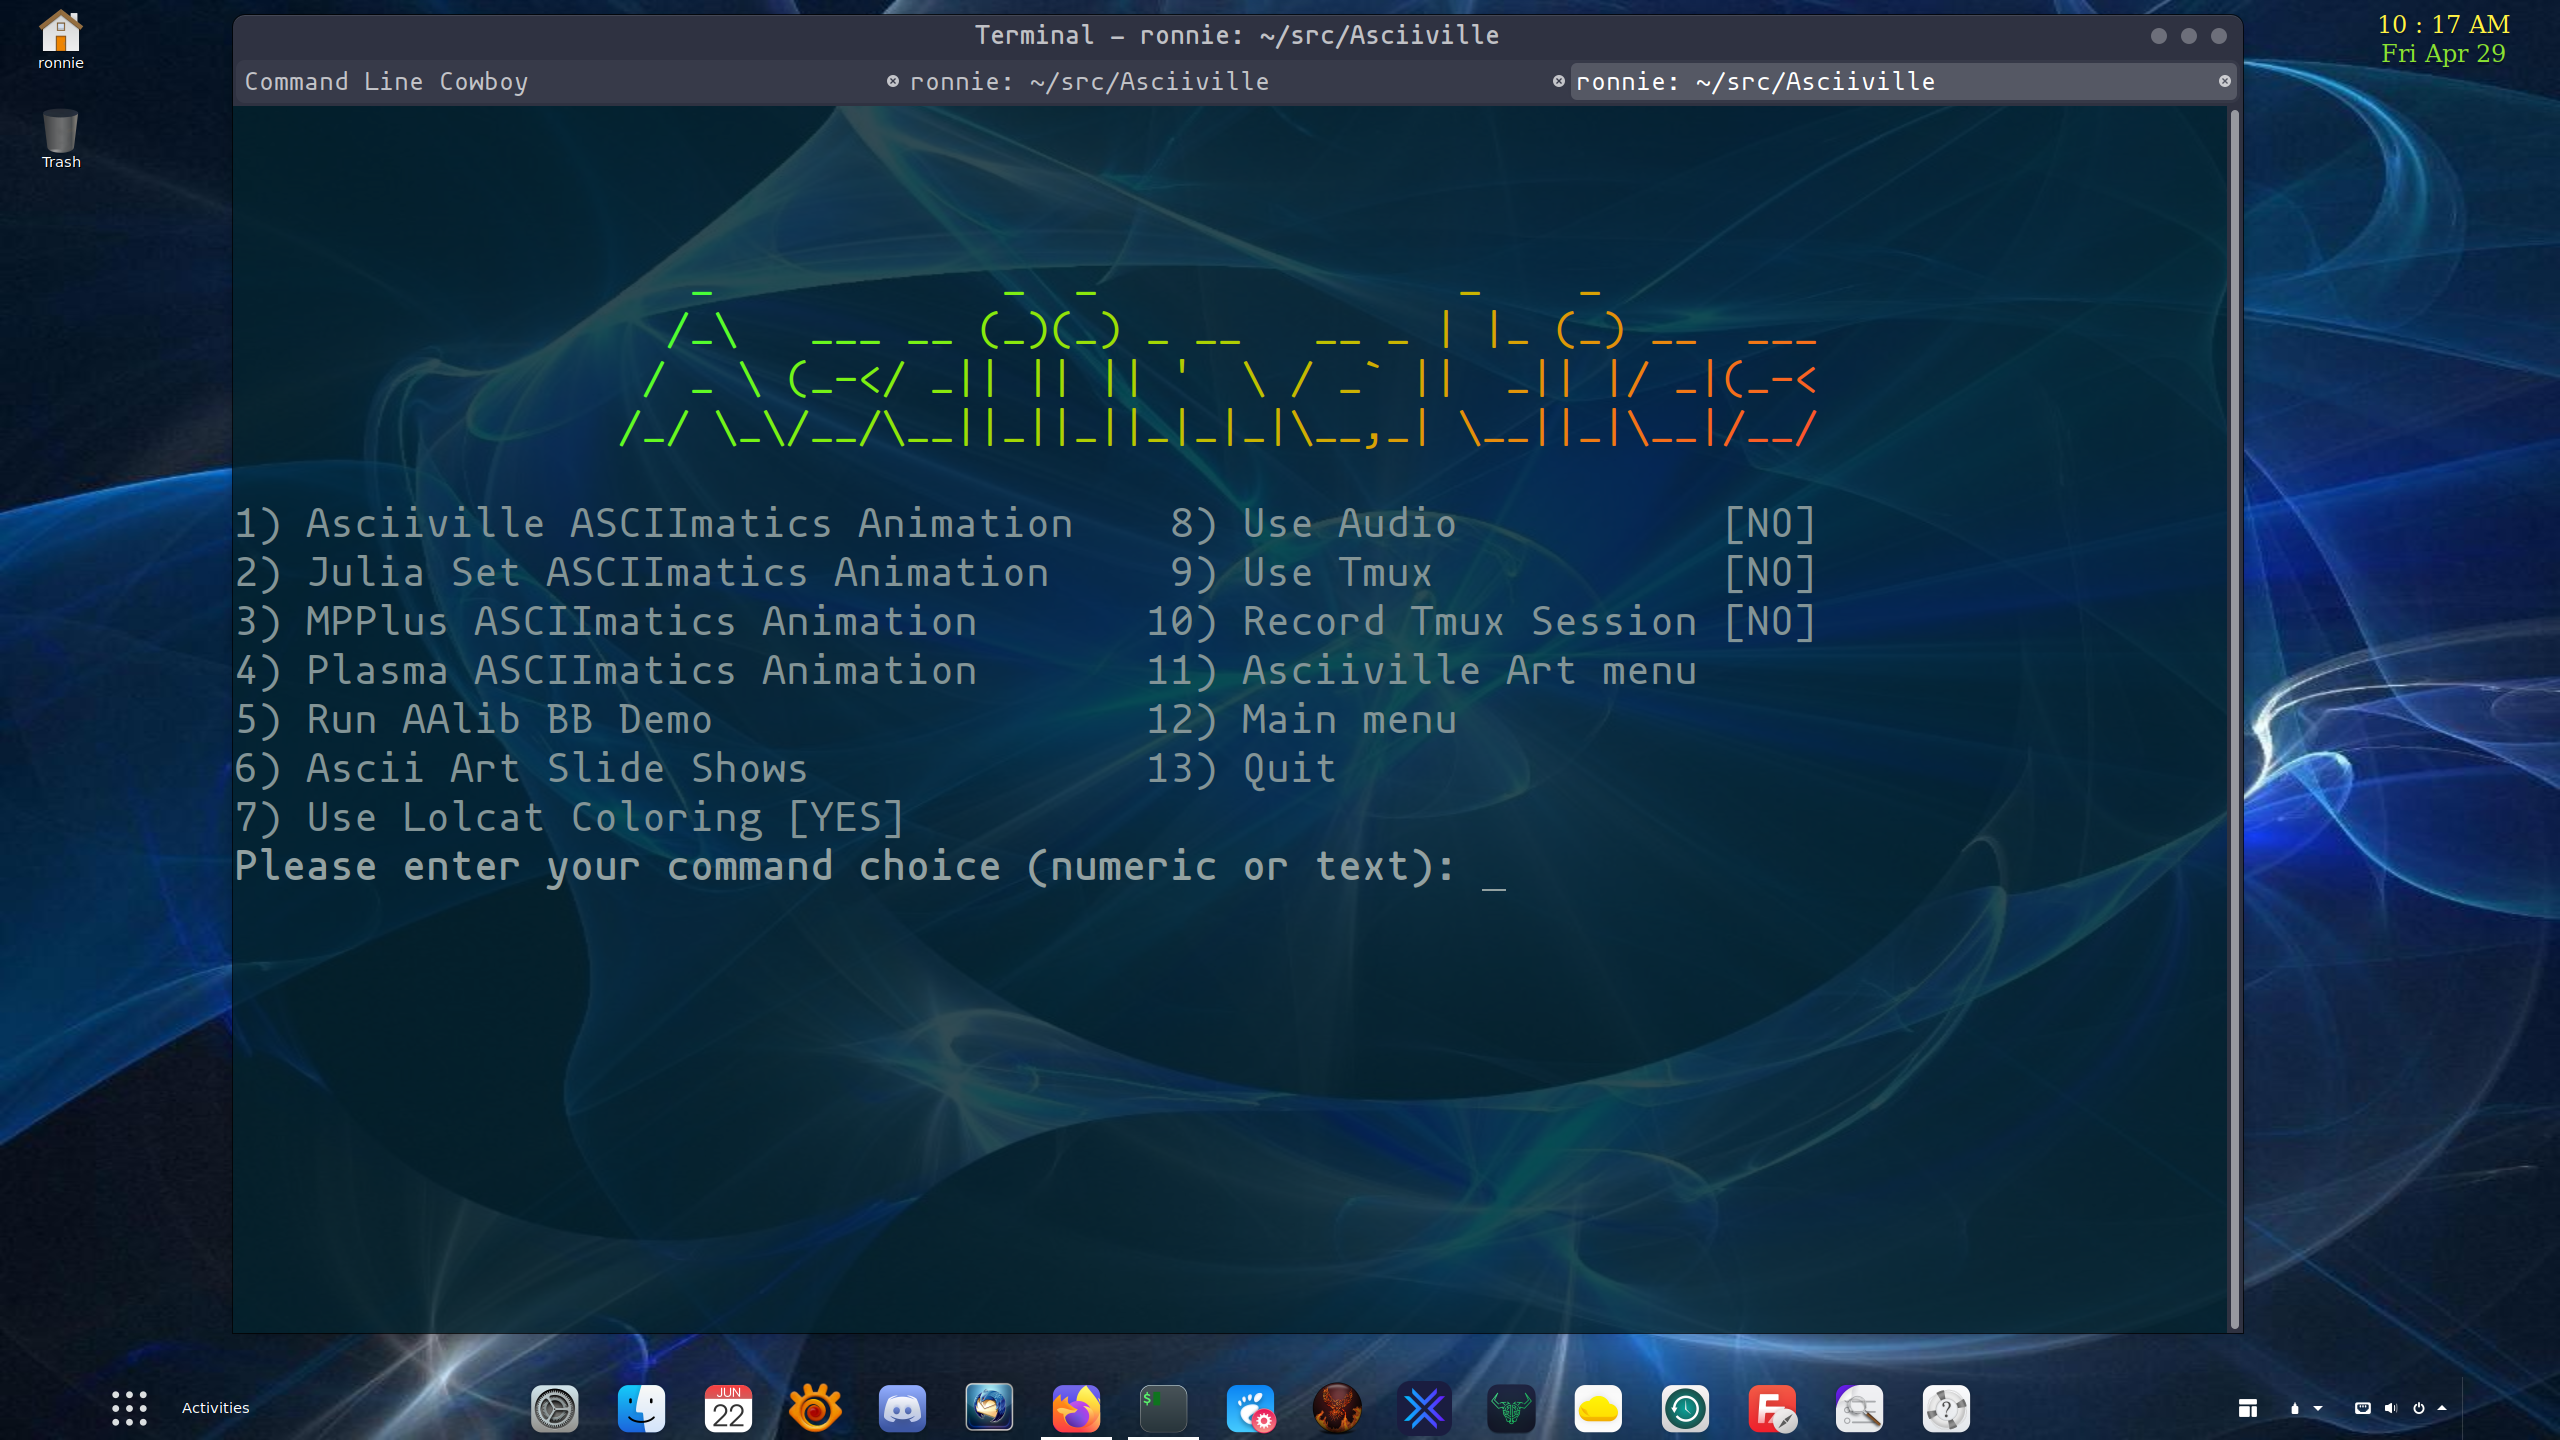 ronnie
Trash
Terminal - ronnie: ~/src/Asciiville
10 : 17 AM
Fri Apr 29
Command Line Cowboy
ronnie: ~/src/Asciiville
ronnie: ~/src/Asciiville
Asciimatics
1) Asciiville ASCIImatics Animation 8) Use Audio [NO]
2) Julia Set ASCIImatics Animation 9) Use Tmux [NO]
3) MPPlus ASCIImatics Animation 10) Record Tmux Session [NO]
4) Plasma ASCIImatics Animation 11) Asciiville Art menu
5) Run AAlib BB Demo 12) Main menu
6) Ascii Art Slide Shows 13) Quit
7) Use Lolcat Coloring [YES]
Please enter your command choice (numeric or text): _
Activities
JUN
22
$
F
?